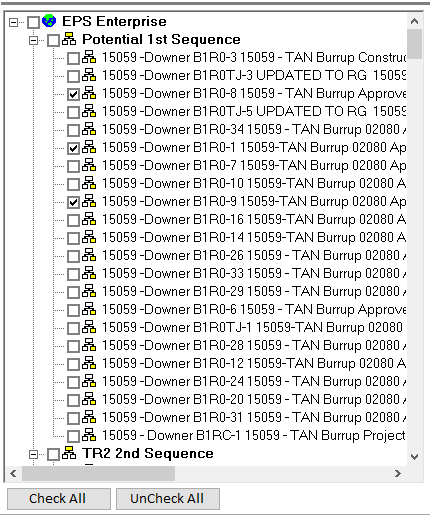 EPS Enterprise
Potential 1st Sequence
15059 -Downer B1R0-3 15059 - TAN Burrup Constru
15059 -Downer B1R0TJ-3 UPDATED TO RG 15059
15059 -Downer B1R0-8 15059 - TAN Burrup Approve
15059 -Downer B1R0TJ-5 UPDATED TO RG 15059
15059 -Downer B1R0-34 15059 - TAN Burrup 02080 A
15059 -Downer B1R0-1 15059-TAN Burrup 02080 Ap
15059 -Downer B1R0-7 15059-TAN Burrup 02080 Ap
15059 -Downer B1R0-10 15059-TAN Burrup 02080 A
15059 -Downer B1R0-9 15059-TAN Burrup 02080 Ap
15059 -Downer B1R0-16 15059-TAN Burrup 02080 A
15059 -Downer B1R0-14 15059-TAN Burrup 02080 A
15059 -Downer B1R0-26 15059 - TAN Burrup 02080 A
15059 -Downer B1R0-33 15059 - TAN Burrup 02080 A
15059 -Downer B1R0-29 15059 - TAN Burrup 02080 A
15059 -Downer B1R0-6 15059 - TAN Burrup Approve
15059 -Downer B1R0TJ-1 15059-TAN Burrup 02080
15059 -Downer B1R0-28 15059 - TAN Burrup 02080 A
15059 -Downer B1R0-12 15059-TAN Burrup 02080 A
15059 -Downer B1R0-24 15059 - TAN Burrup 02080 A
15059 -Downer B1R0-20 15059 - TAN Burrup 02080 A
15059 -Downer B1R0-31 15059 - TAN Burrup 02080 A
15059 - Downer B1RC-1 15059 - TAN Burrup Project
TR2 2nd Sequence
Check All UnCheck All